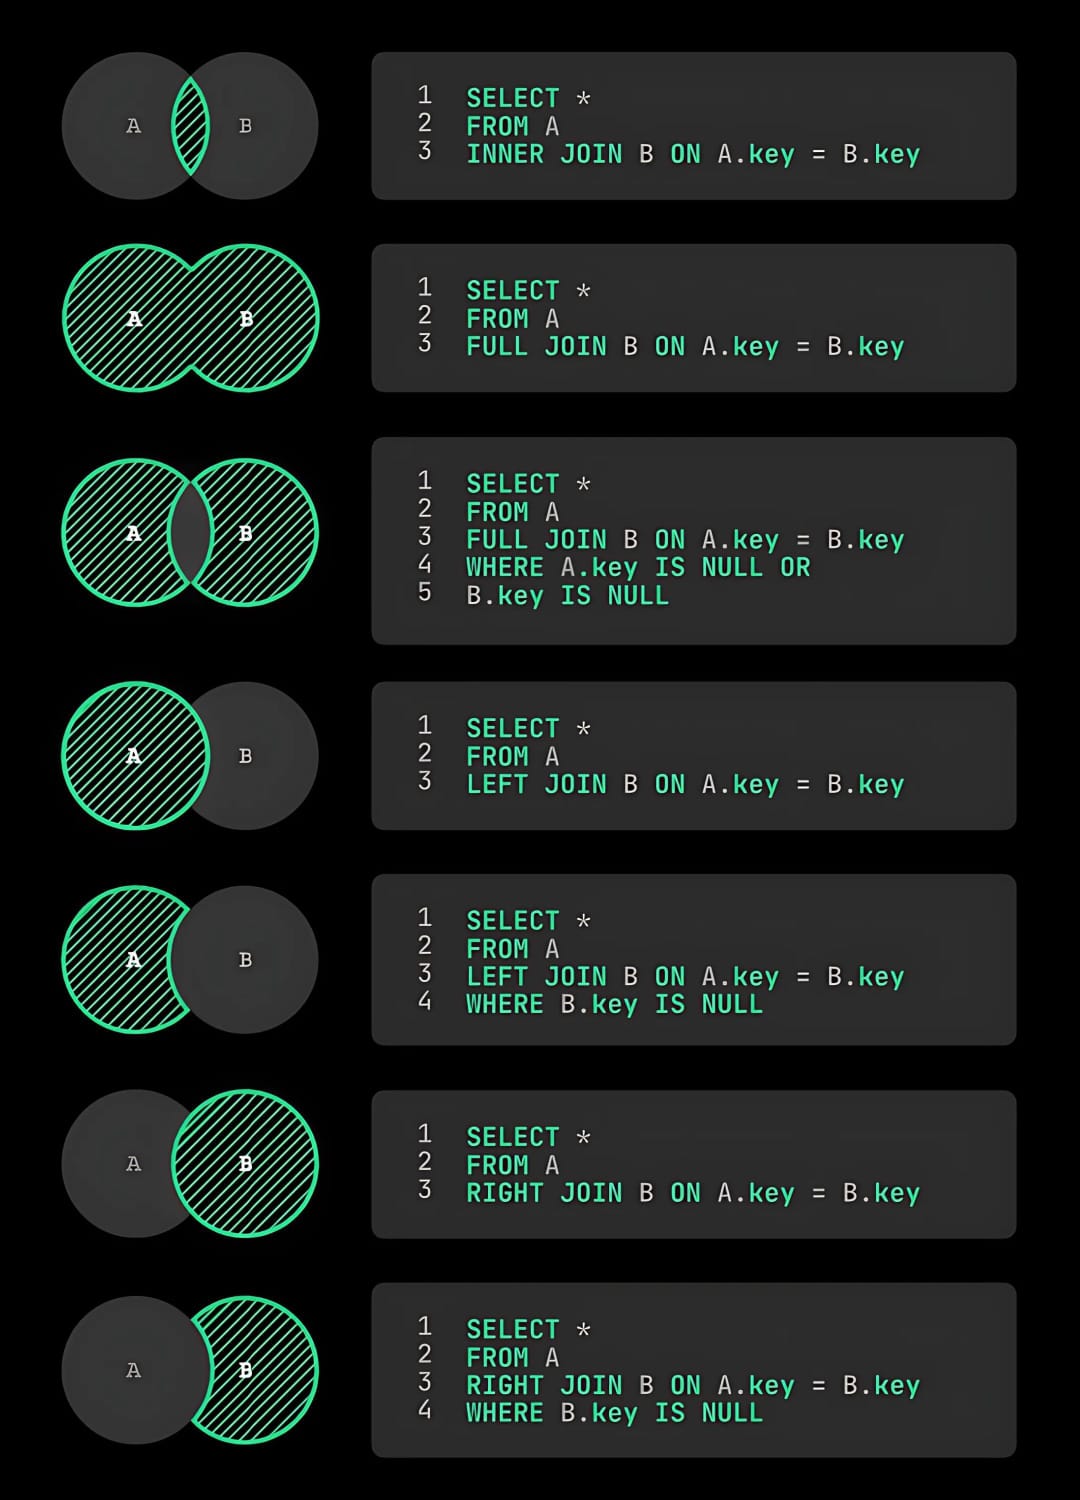 A B
1 SELECT *
2 FROM A
3 INNER JOIN B ON A.key = B.key
A B
1 SELECT *
2 FROM A
3 FULL JOIN B ON A.key = B.key
A B
1 SELECT *
2 FROM A
3 FULL JOIN B ON A.key = B.key
4 WHERE A.key IS NULL OR
5 B.key IS NULL
A B
1 SELECT *
2 FROM A
3 LEFT JOIN B ON A.key = B.key
A B
1 SELECT *
2 FROM A
3 LEFT JOIN B ON A.key = B.key
4 WHERE B.key IS NULL
A B
1 SELECT *
2 FROM A
3 RIGHT JOIN B ON A.key = B.key
A B
1 SELECT *
2 FROM A
3 RIGHT JOIN B ON A.key = B.key
4 WHERE B.key IS NULL